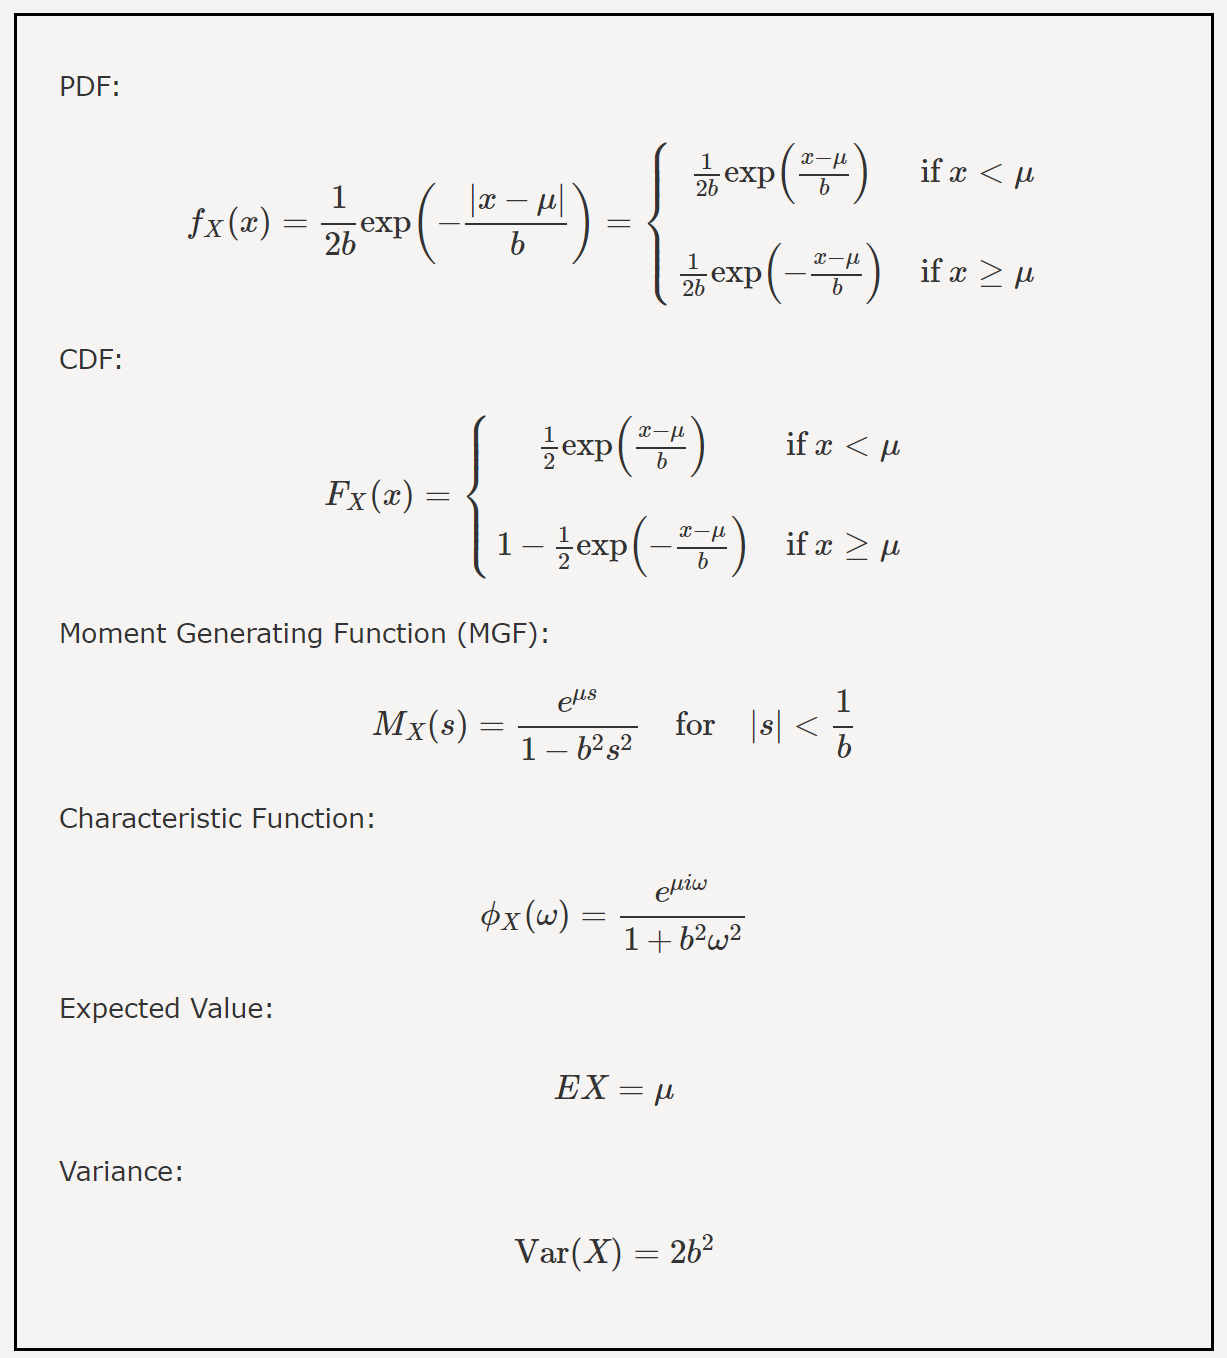 PDF:
$f_X(x) = \frac{1}{2b} \exp\left(-\frac{|x-\mu|}{b}\right) = \begin{cases} \frac{1}{2b} \exp\left(\frac{x-\mu}{b}\right) & \text{if } x < \mu \\ \frac{1}{2b} \exp\left(-\frac{x-\mu}{b}\right) & \text{if } x \geq \mu \end{cases}$
CDF:
$F_X(x) = \begin{cases} \frac{1}{2} \exp\left(\frac{x-\mu}{b}\right) & \text{if } x < \mu \\ 1 - \frac{1}{2} \exp\left(-\frac{x-\mu}{b}\right) & \text{if } x \geq \mu \end{cases}$
Moment Generating Function (MGF):
$M_X(s) = \frac{e^{\mu s}}{1 - b^2 s^2} \quad \text{for} \quad |s| < \frac{1}{b}$
Characteristic Function:
$\phi_X(\omega) = \frac{e^{\mu i \omega}}{1 + b^2 \omega^2}$
Expected Value:
$EX = \mu$
Variance:
$\text{Var}(X) = 2b^2$